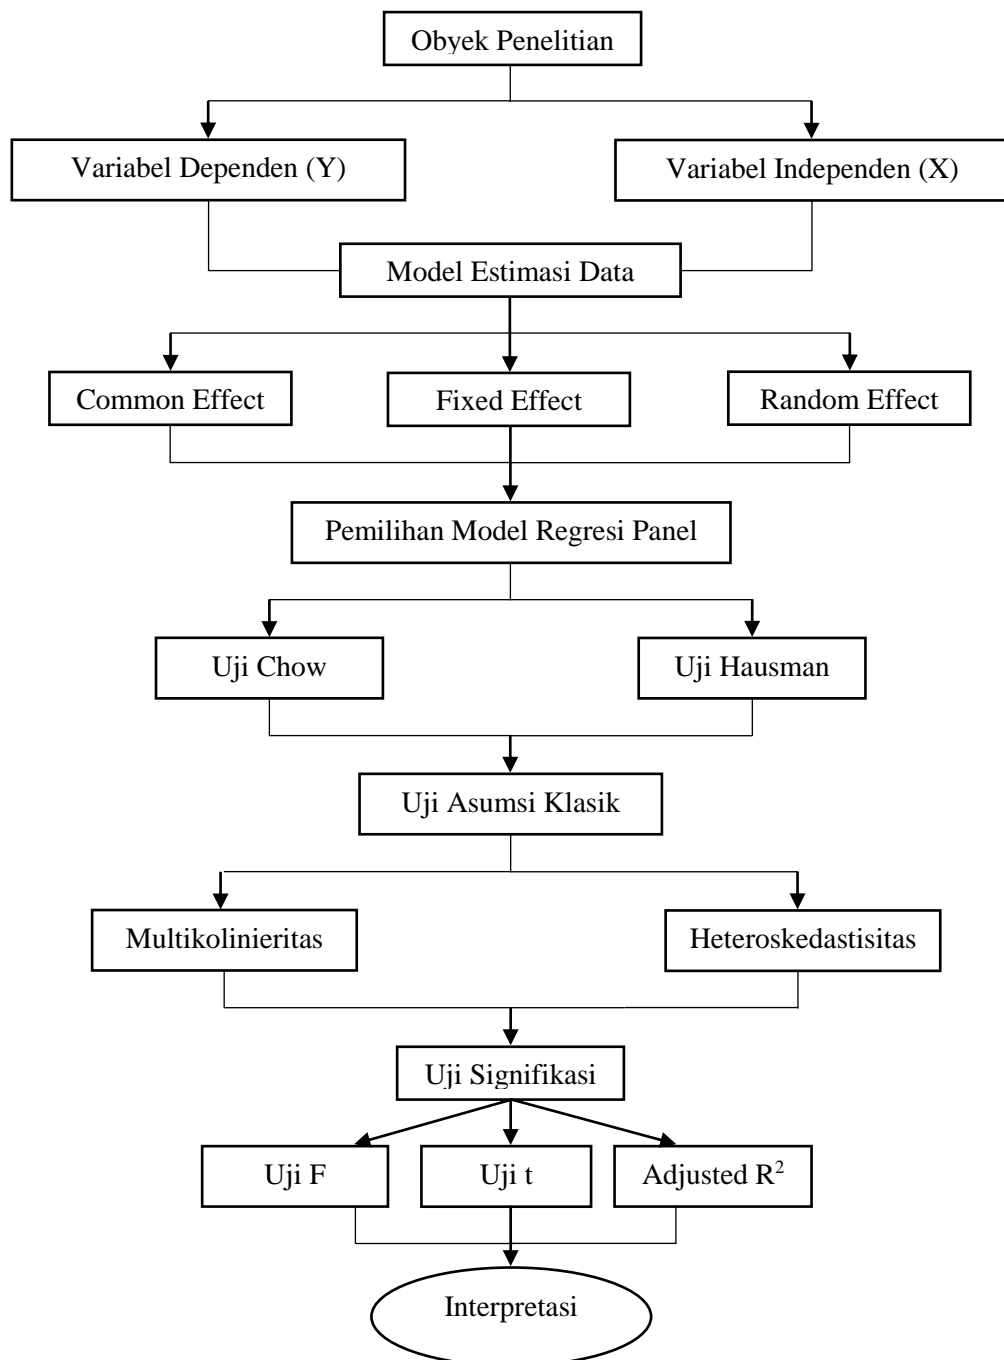 Obyek Penelitian
Variabel Dependen (Y)
Variabel Independen (X)
Model Estimasi Data
Common Effect
Fixed Effect
Random Effect
Pemilihan Model Regresi Panel
Uji Chow
Uji Hausman
Uji Asumsi Klasik
Multikolinieritas
Heteroskedastisitas
Uji Signifikasi
Uji F
Uji t
Adjusted R²
Interpretasi